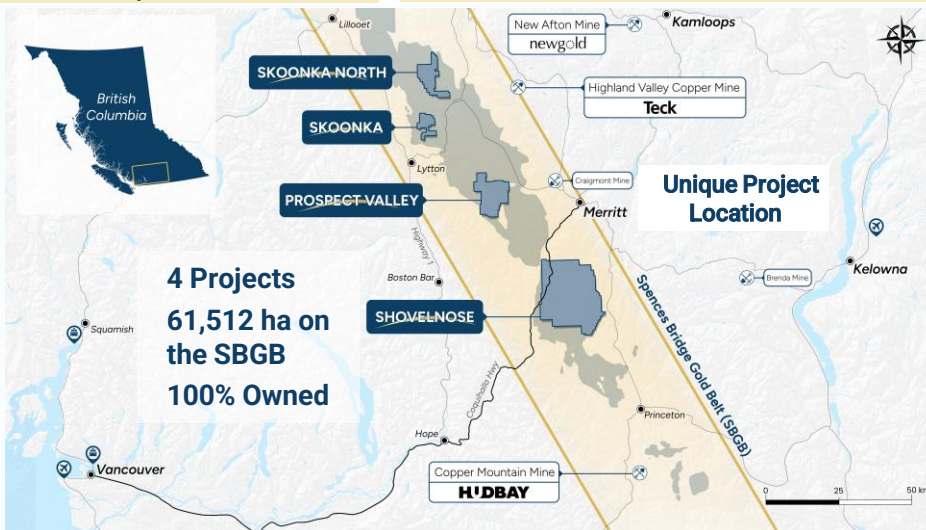 Lillooet
New Afton Mine
newgold
Kamloops
British
Columbia
SKOONKA NORTH
Highland Valley Copper Mine
Teck
SKOONKA
Lytton
Craigmont Mine
Unique Project
Location
PROSPECT VALLEY
Merritt
Highway 1
4 Projects
61,512 ha on
the SBGB
100% Owned
Boston Bar
Brenda Mine
Kelowna
Squamish
SHOVELNOSE
Spences Bridge Gold Belt (SBGB)
Coquihalla Hwy
Princeton
Hope
Vancouver
Copper Mountain Mine
HUDBAY
0 25 50 km